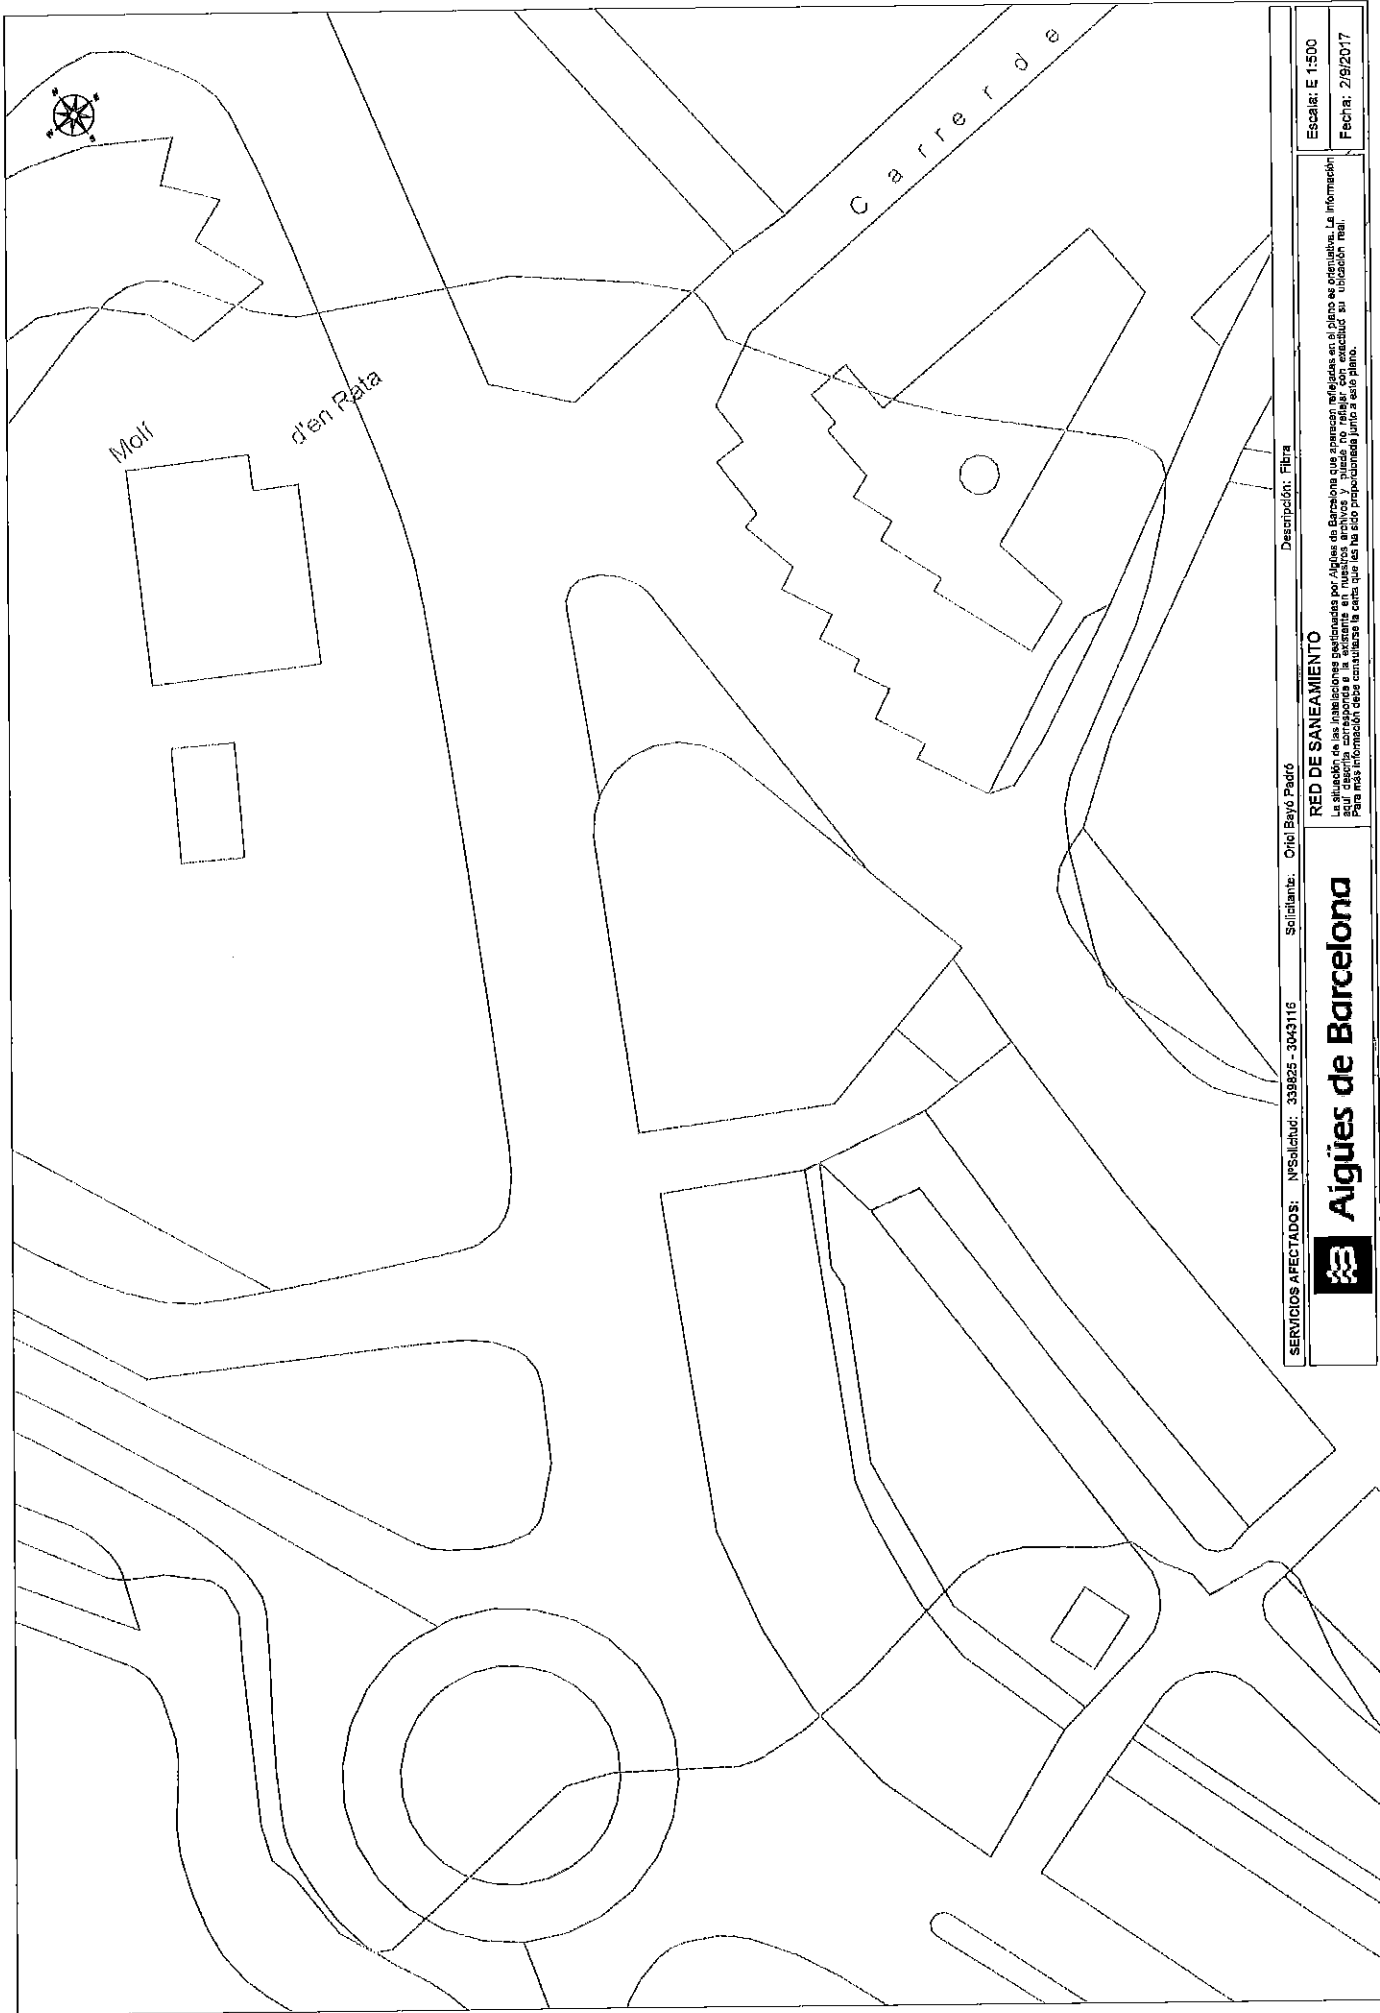 Molí
d'en Rata
Carrer de
SERVICIOS AFECTADOS: NºSolicitud: 339825 - 3043116 Solicitante: Oriol Bayó Padró Descripción: Fibra
Aigües de Barcelona
RED DE SANEAMIENTO
La situación de las instalaciones gestionadas por Aigües de Barcelona que aparecen reflejadas en el plano es orientativa. La información
aquí descrita corresponde a la existente en nuestros archivos y puede no reflejar con exactitud su ubicación real.
Para más información debe consultarse la carta que les ha sido proporcionada junto a este plano.
Escala: E 1:500
Fecha: 2/9/2017